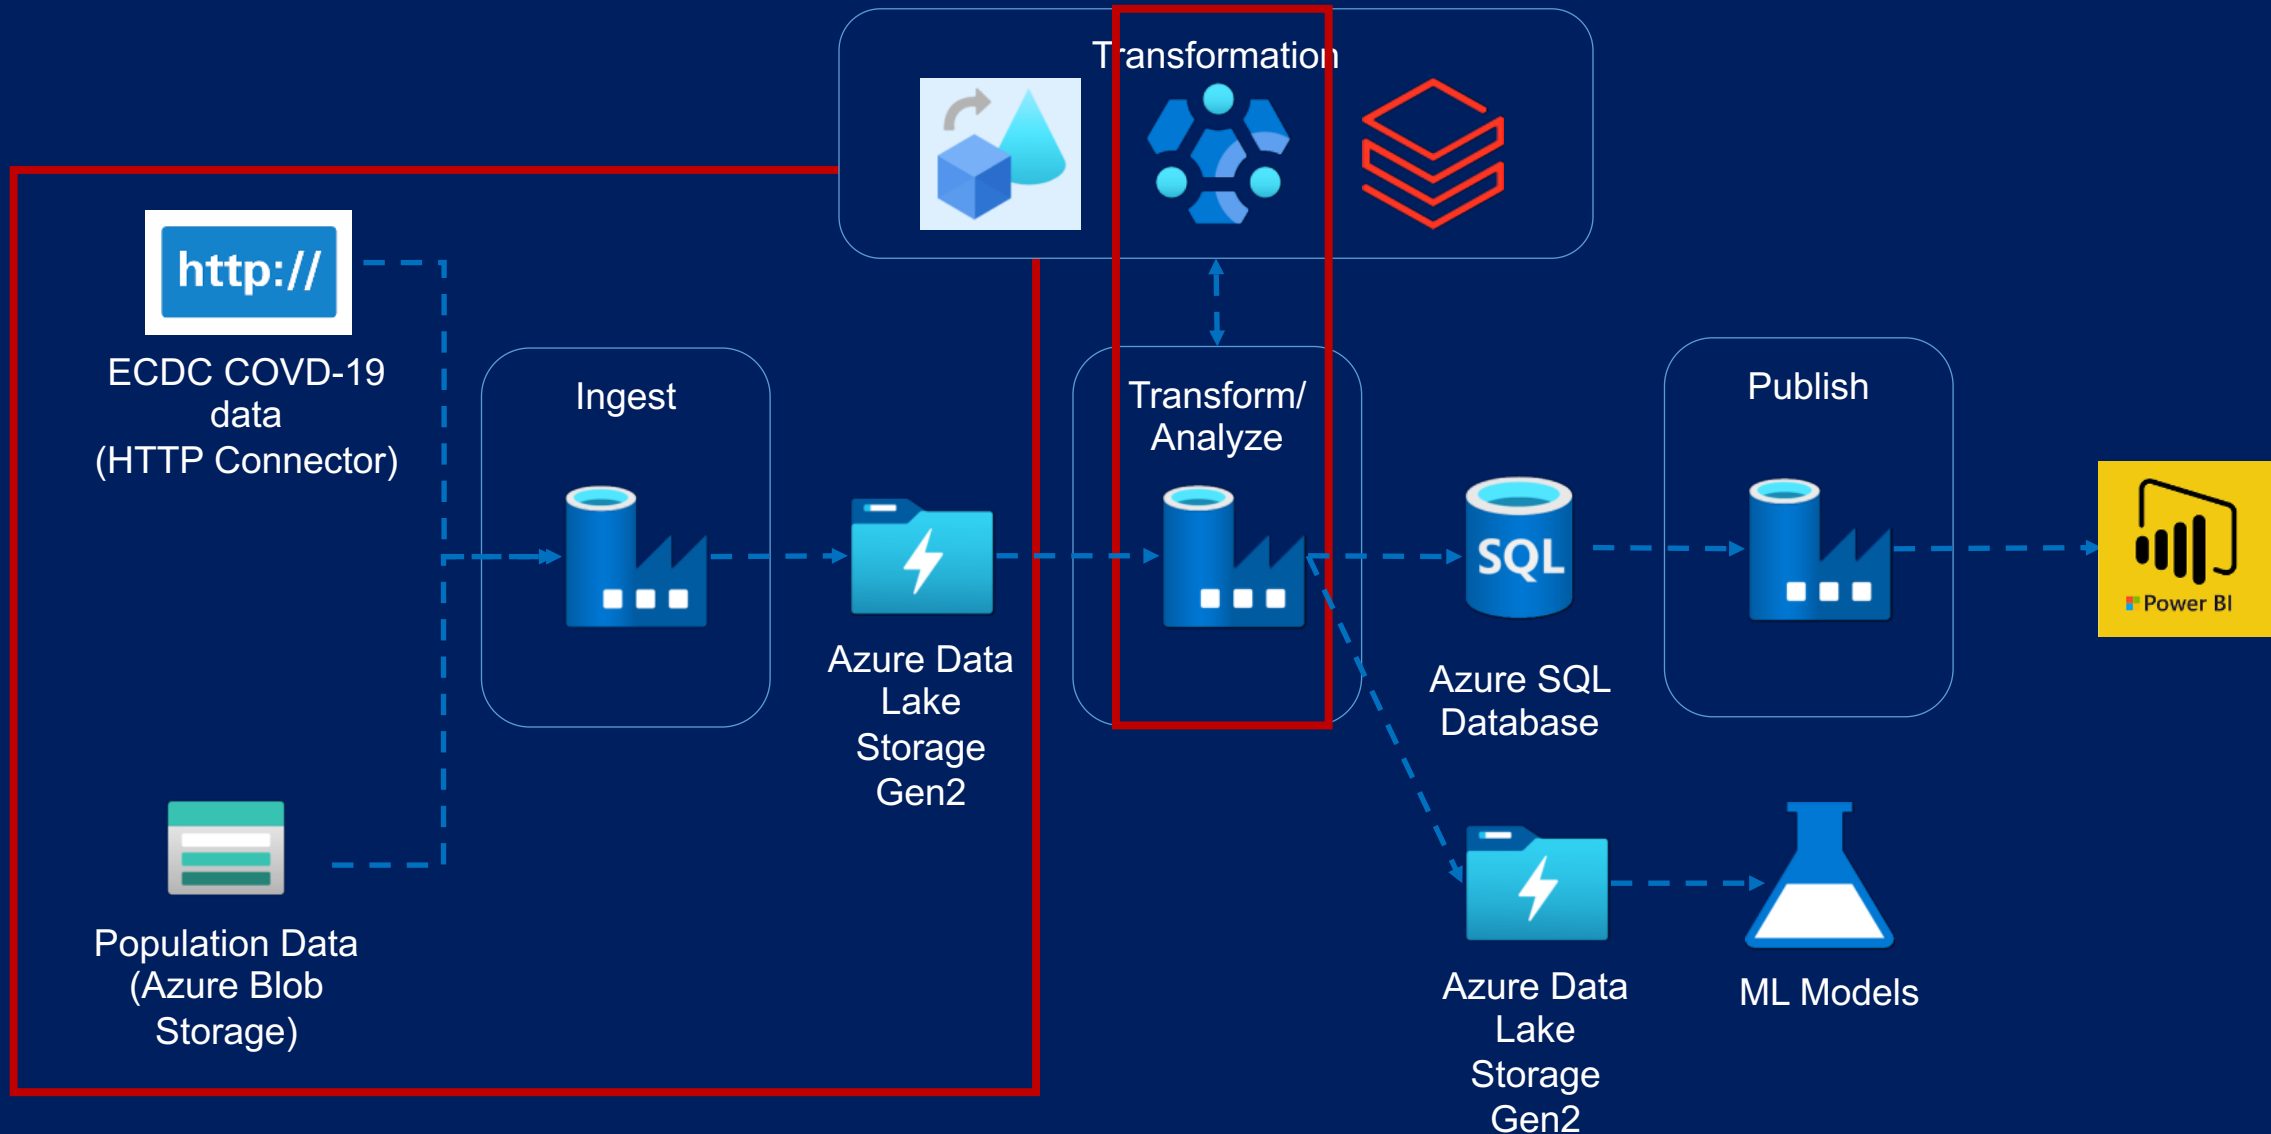 Transformation
http://
ECDC COVD-19
data
(HTTP Connector)
Ingest
Transform/
Analyze
Publish
SQL
Power BI
Azure Data
Lake
Storage
Gen2
Azure SQL
Database
Population Data
(Azure Blob
Storage)
Azure Data
Lake
Storage
Gen2
ML Models